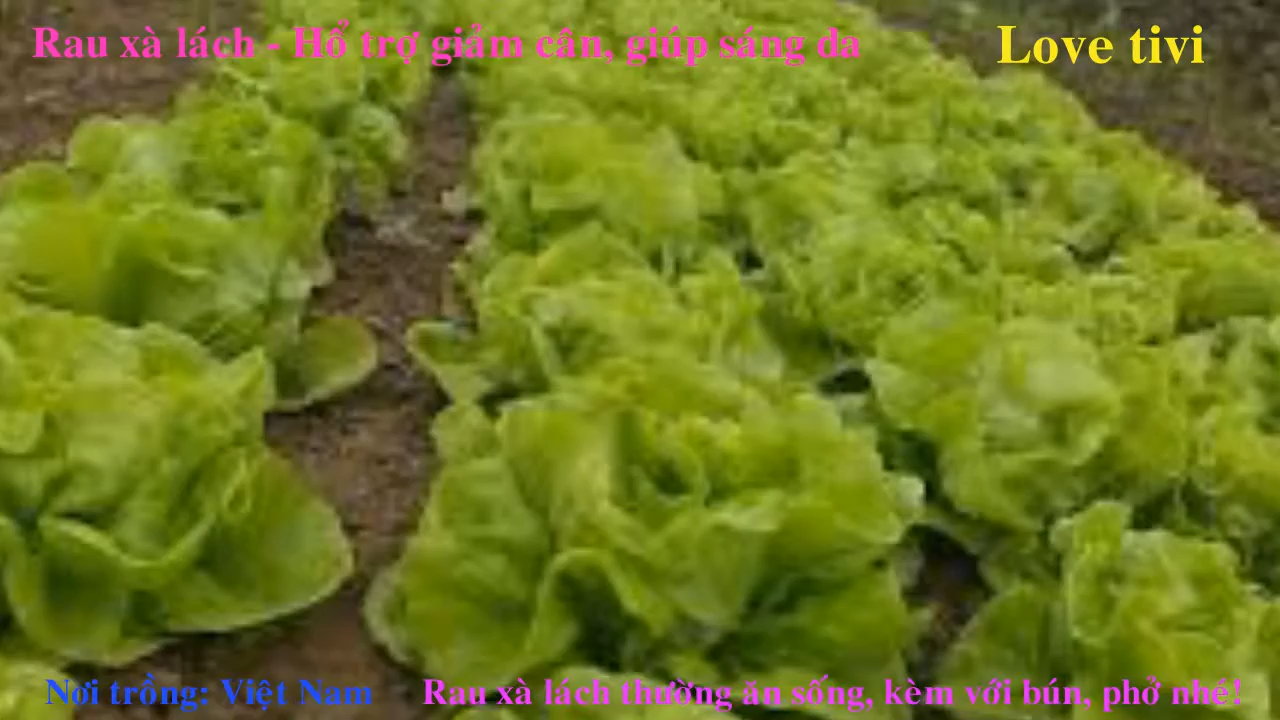 Rau xà lách - Hổ trợ giảm cân, giúp sáng da
Love tivi
Nơi trồng: Việt Nam
Rau xà lách thường ăn sống, kèm với bún, phở nhé!